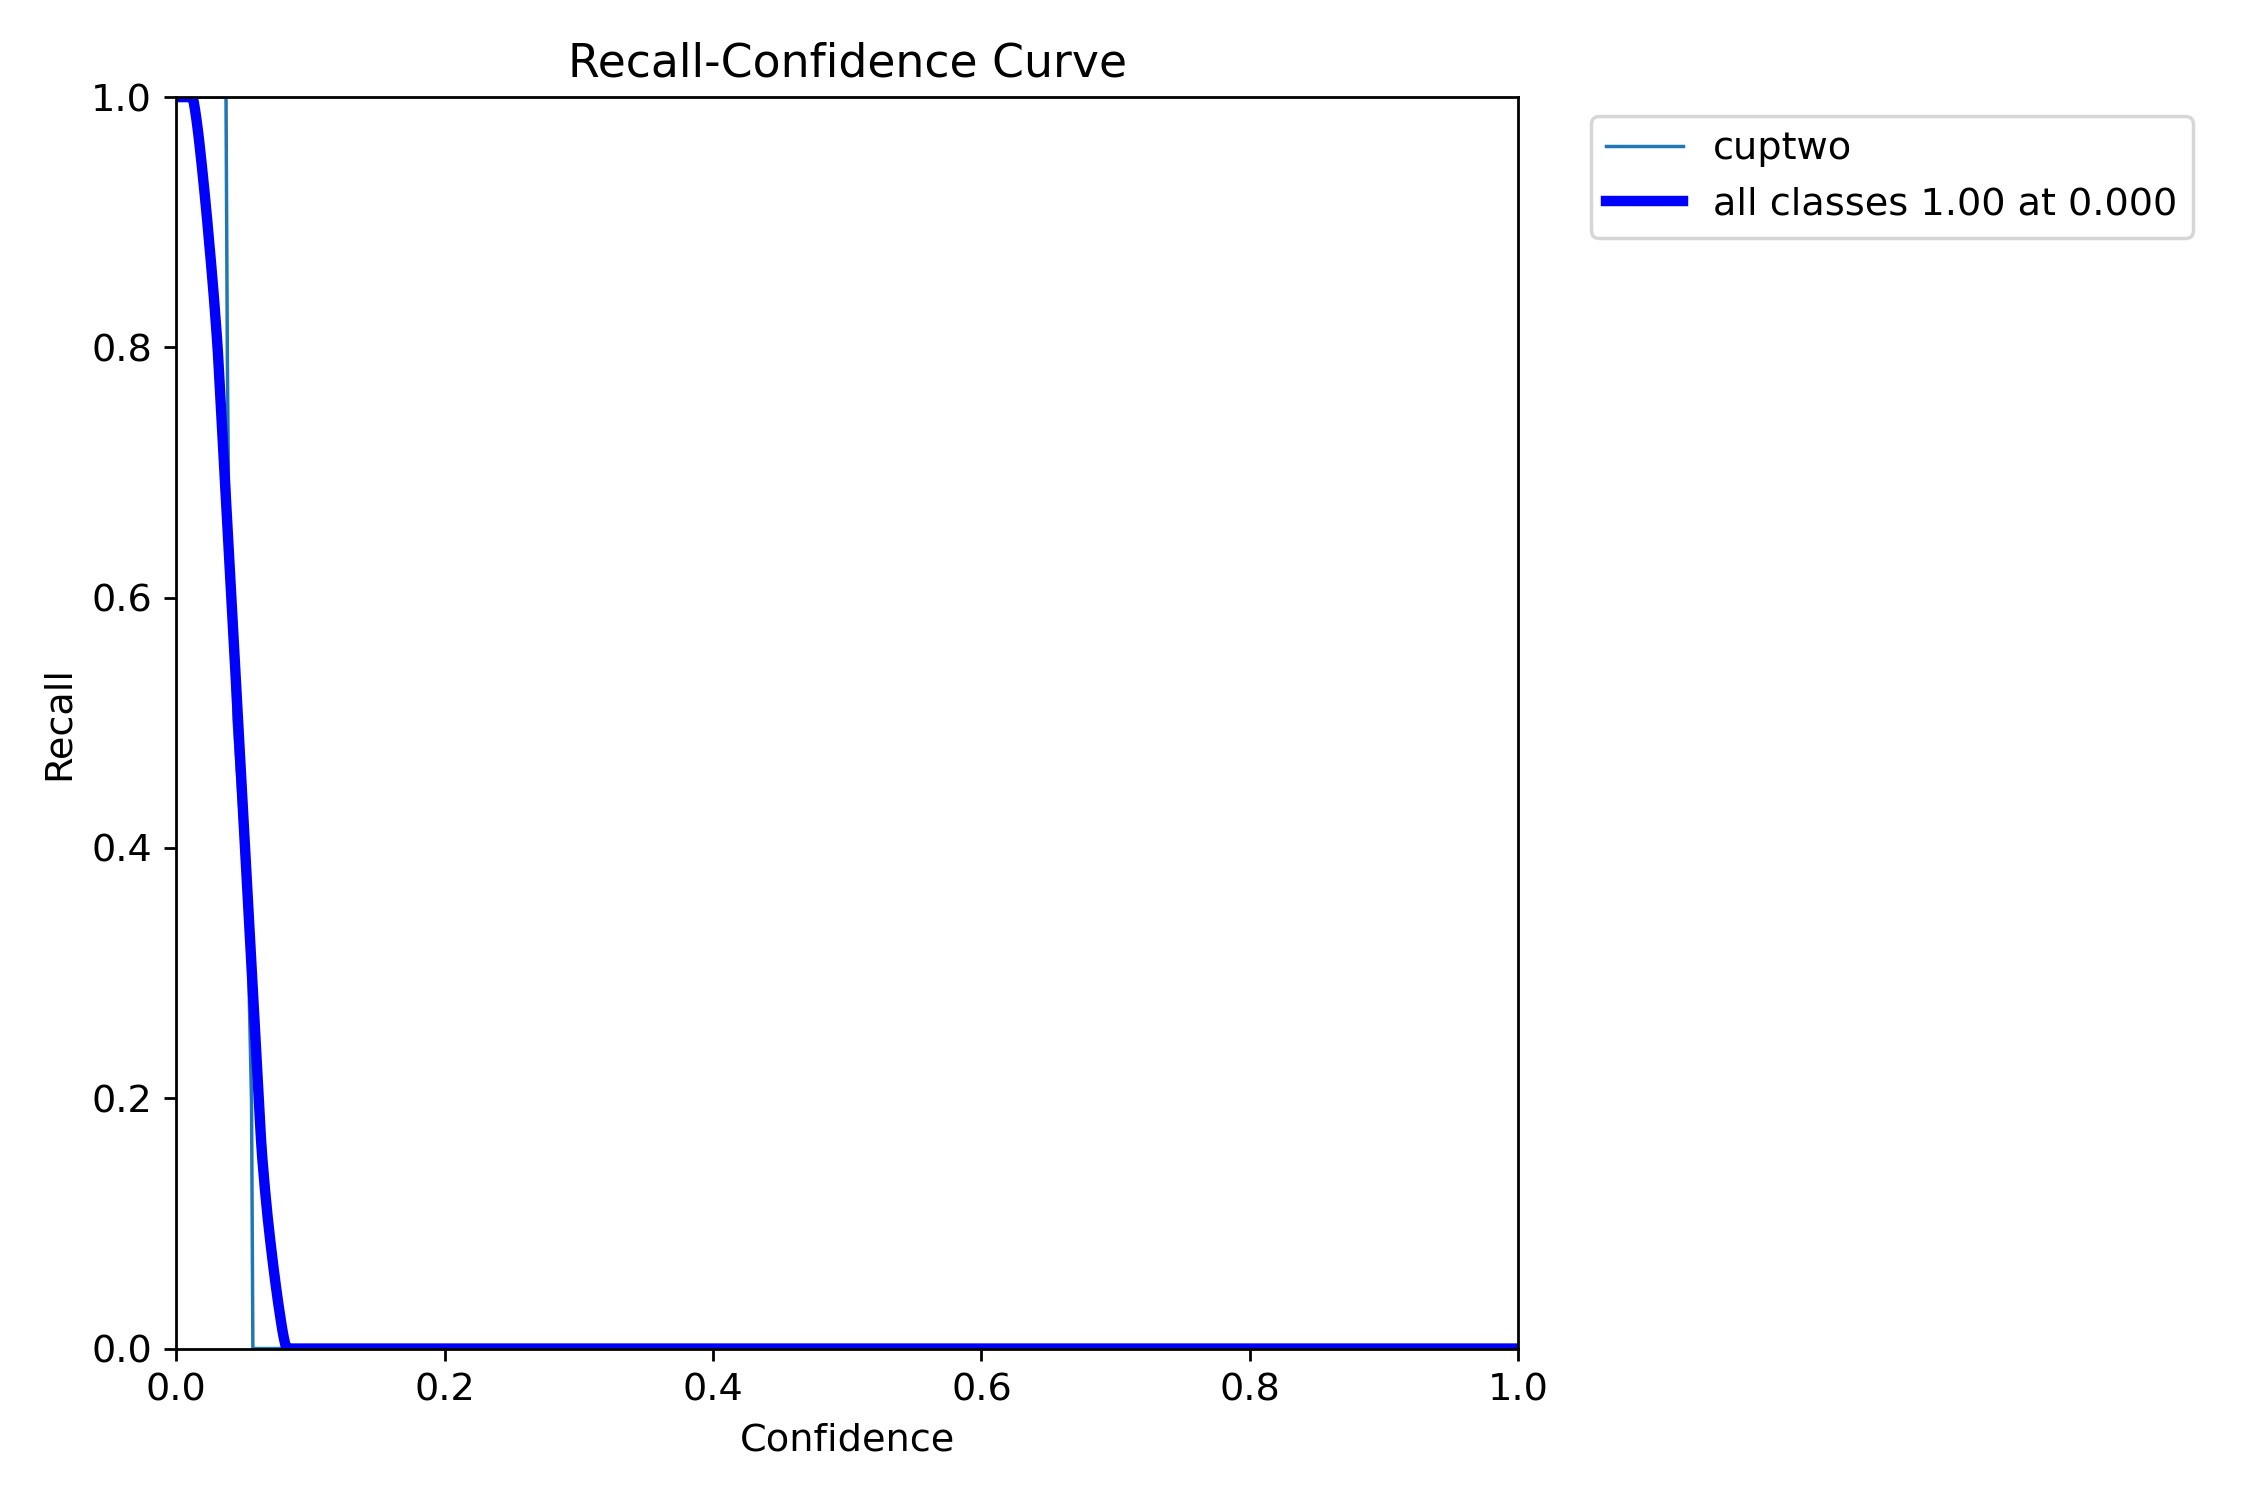 Recall-Confidence Curve
1.0
0.8
0.6
0.4
0.2
0.0
Recall
0.0 0.2 0.4 0.6 0.8 1.0
Confidence
cuptwo
all classes 1.00 at 0.000